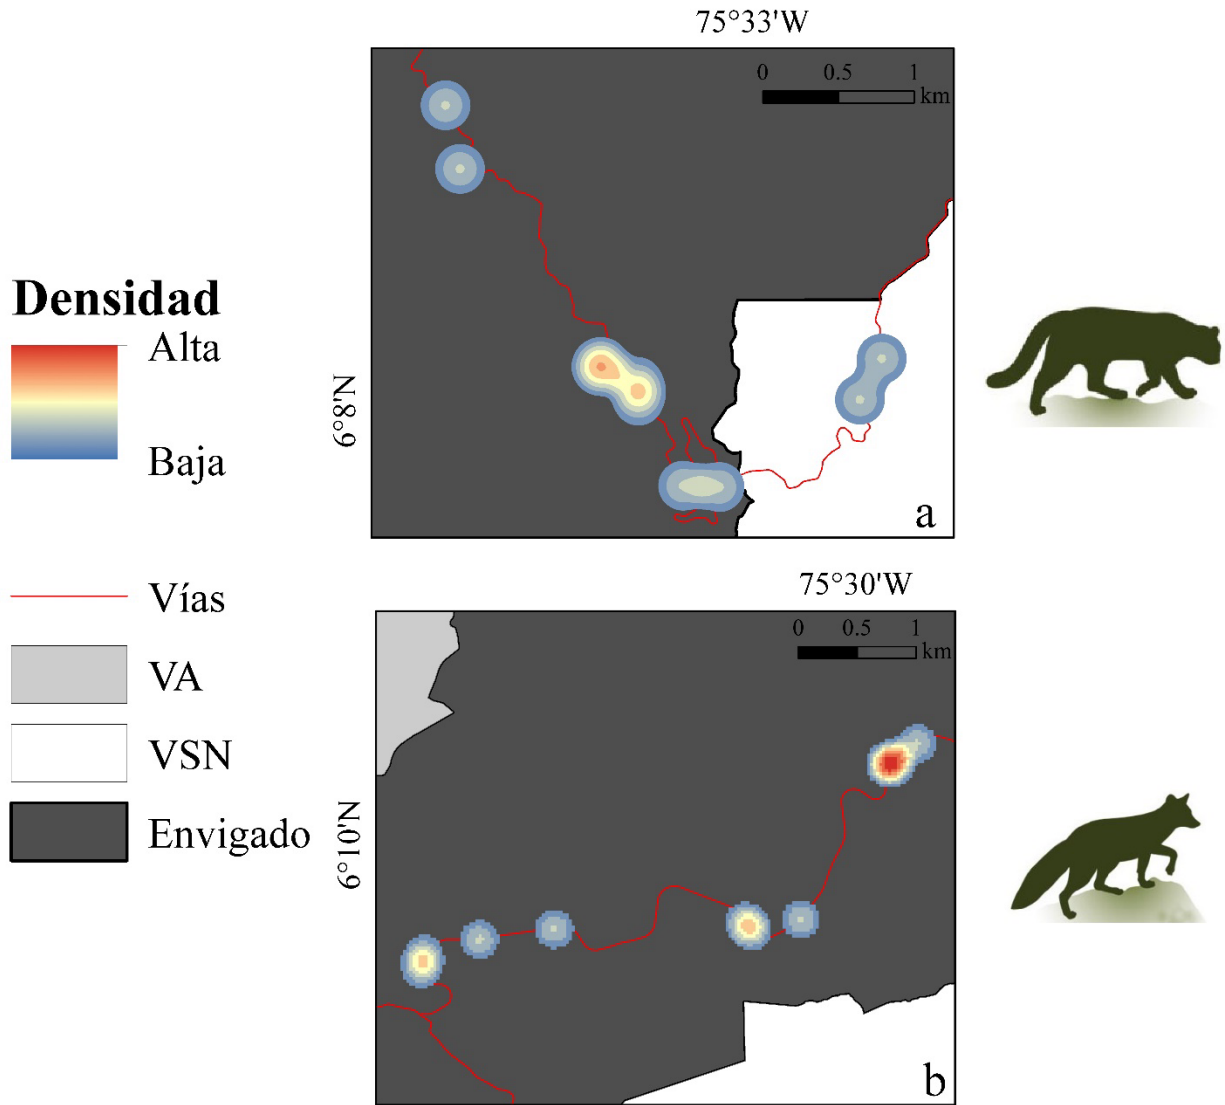 75°33'W
0 0.5 1
km
6°8'N
a
Densidad
Alta
Baja
Vías
VA
VSN
Envigado
75°30'W
0 0.5 1
km
6°10'N
b